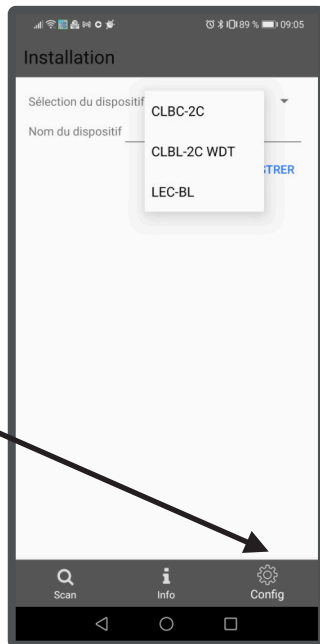 89 % 09:05
Installation
Sélection du dispositif
CLBC-2C
Nom du dispositif
CLBL-2C WDT
STRER
LEC-BL
Scan Info Config